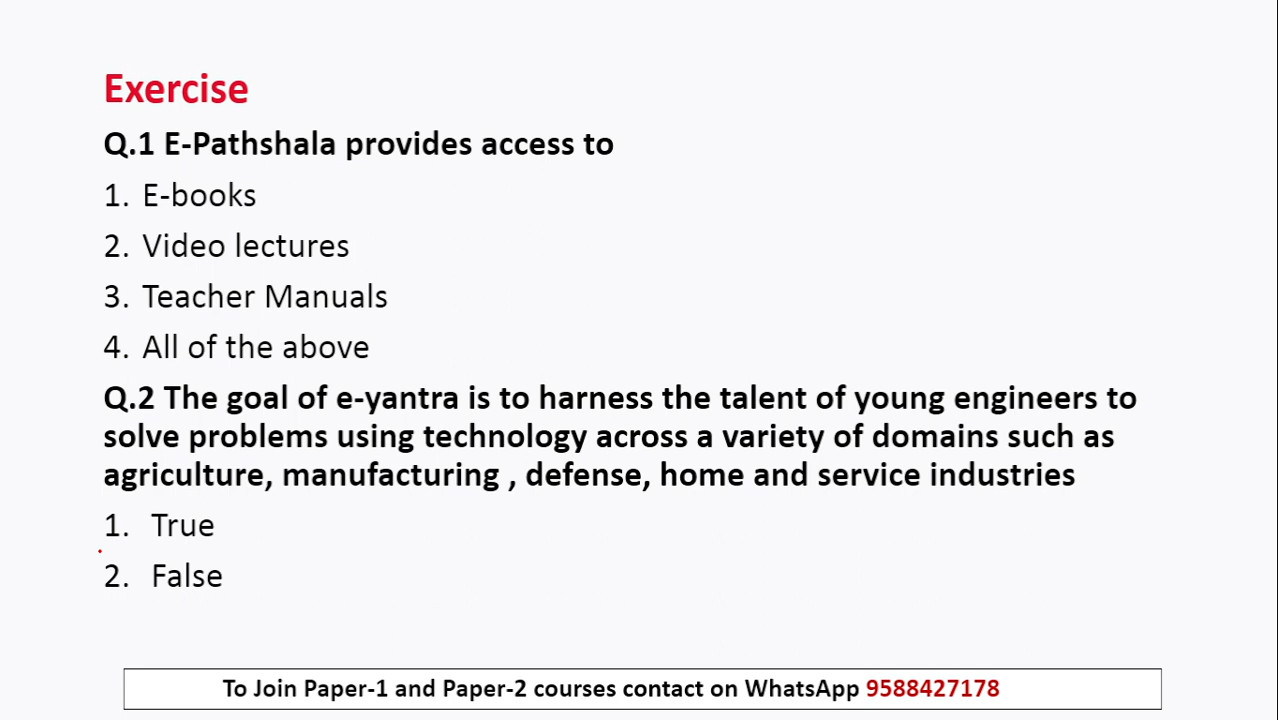 Exercise
Q.1 E-Pathshala provides access to
1. E-books
2. Video lectures
3. Teacher Manuals
4. All of the above
Q.2 The goal of e-yantra is to harness the talent of young engineers to
solve problems using technology across a variety of domains such as
agriculture, manufacturing , defense, home and service industries
1. True
2. False
To Join Paper-1 and Paper-2 courses contact on WhatsApp 9588427178